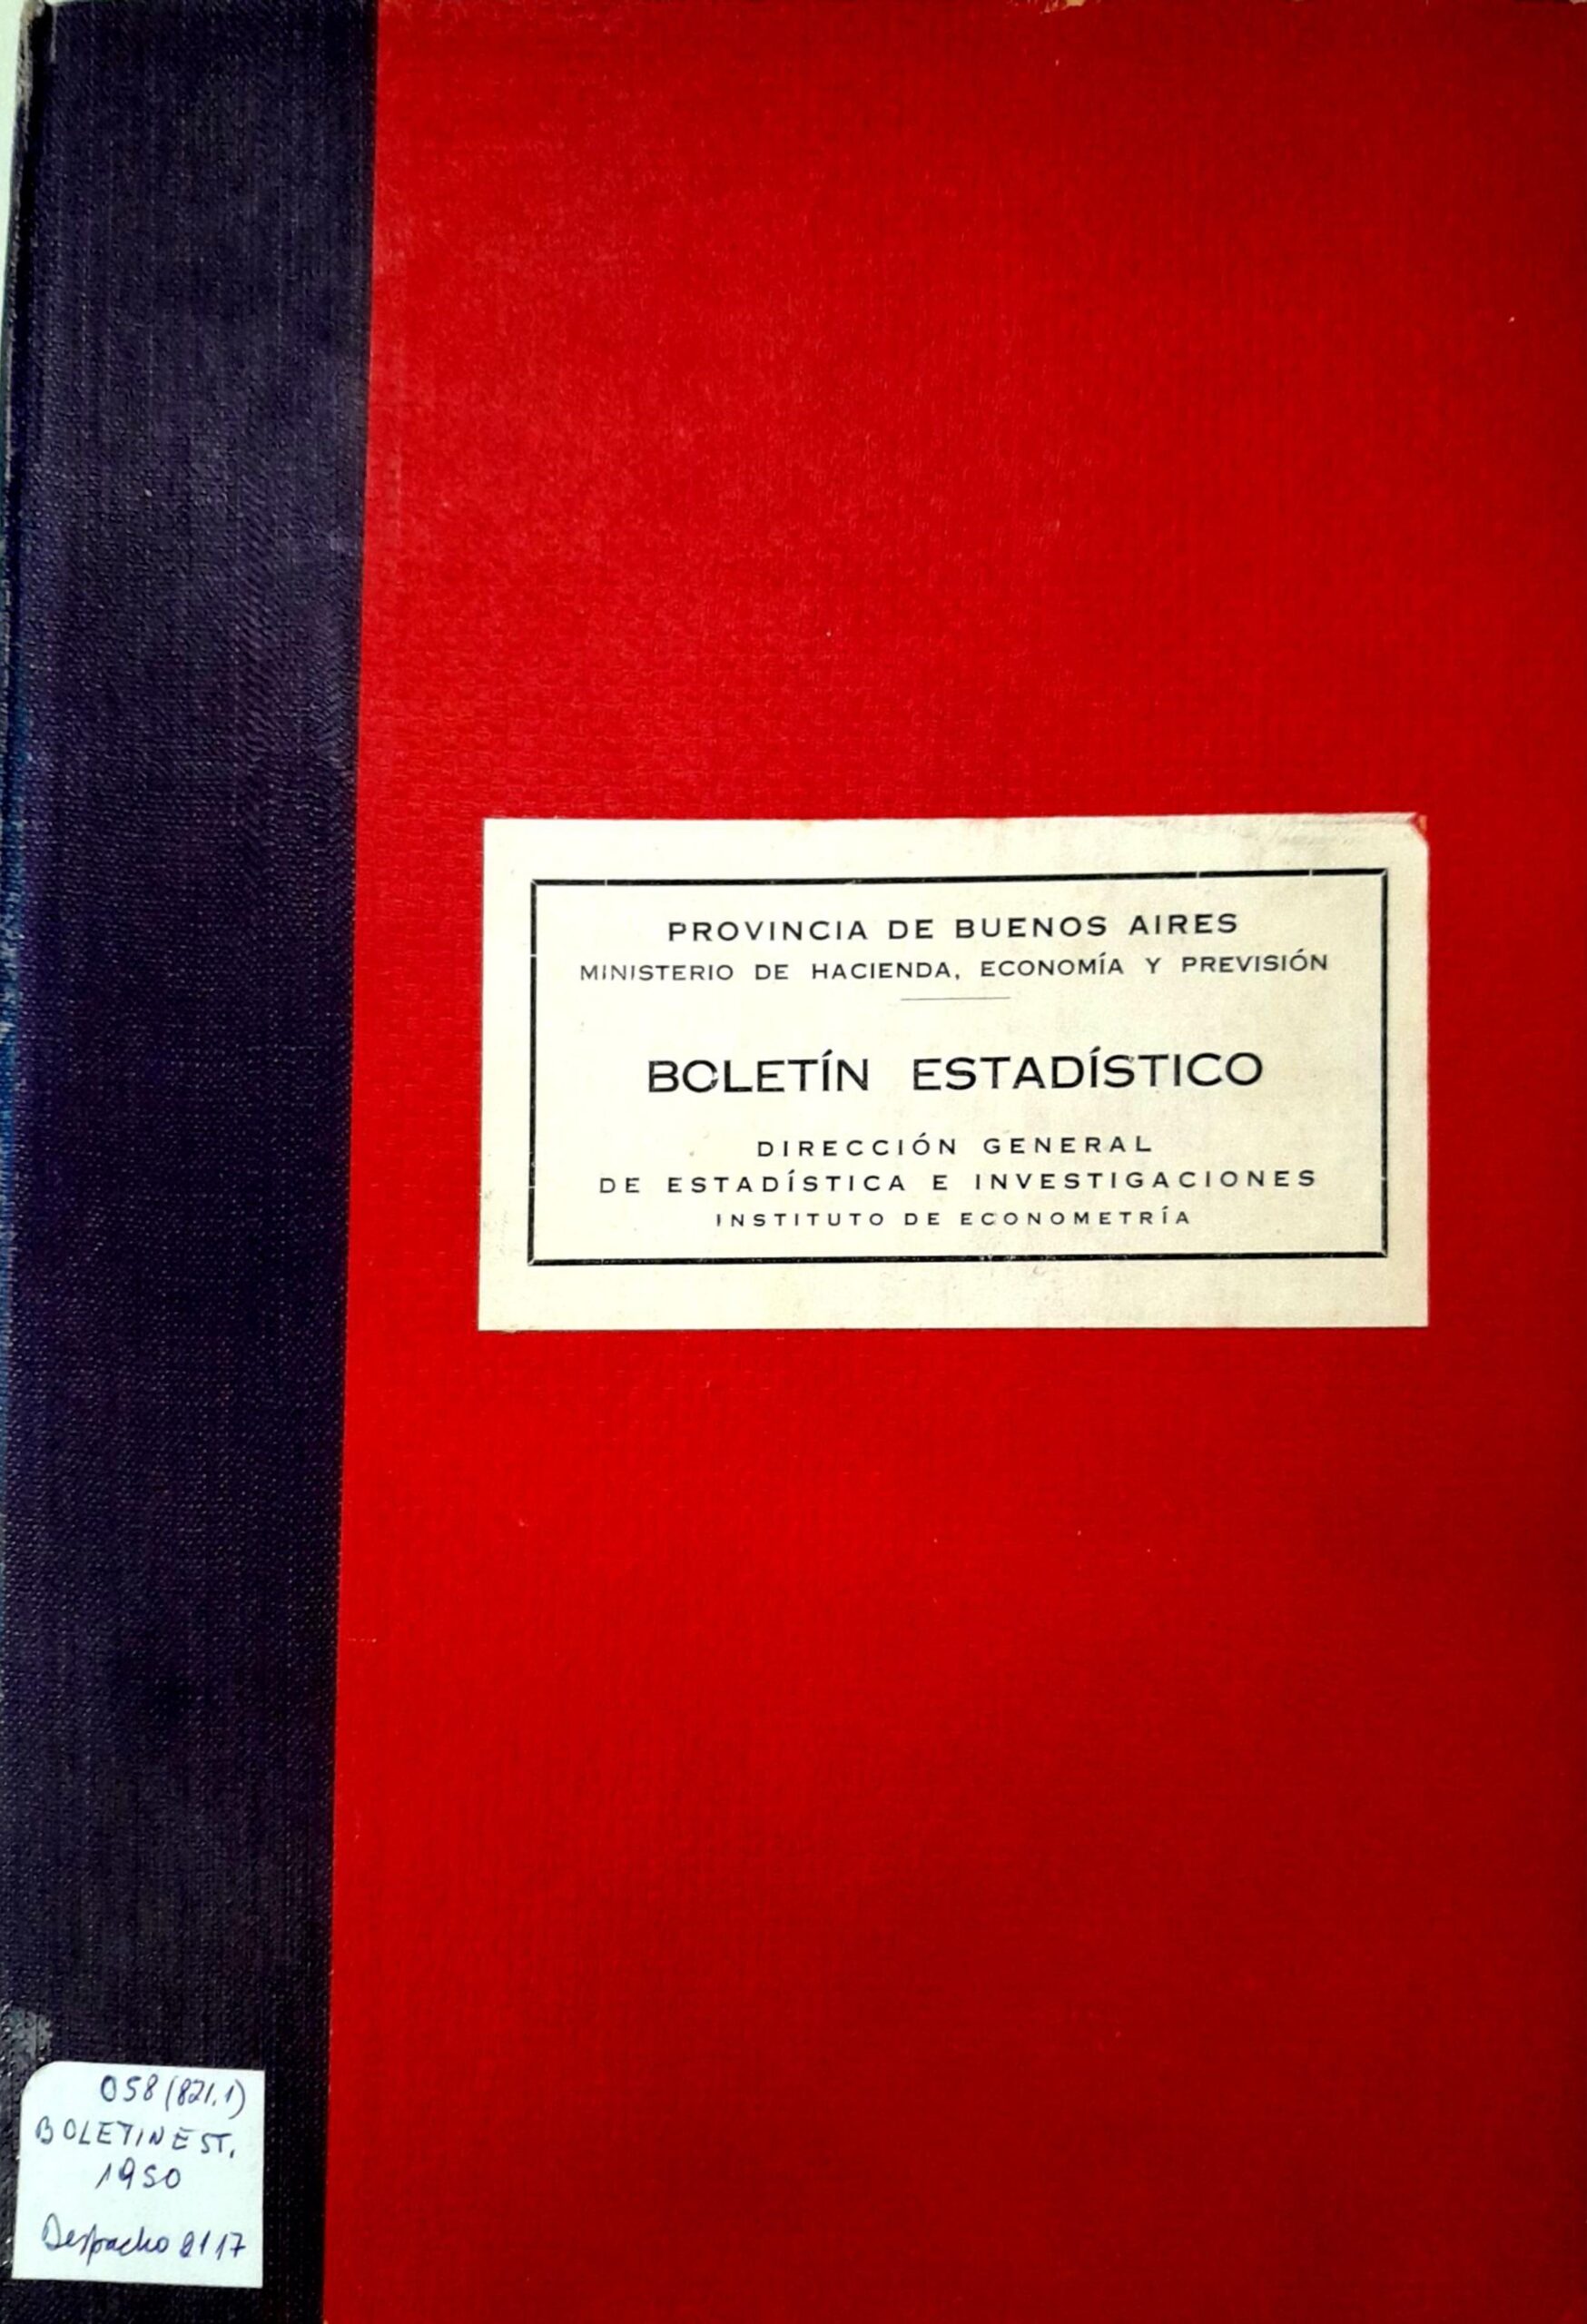 PROVINCIA DE BUENOS AIRES
MINISTERIO DE HACIENDA, ECONOMÍA Y PREVISIÓN
BOLETÍN ESTADÍSTICO
DIRECCIÓN GENERAL
DE ESTADÍSTICA E INVESTIGACIONES
INSTITUTO DE ECONOMETRÍA
058(821.1)
BOLETIN EST.
1950
Despacho 2117